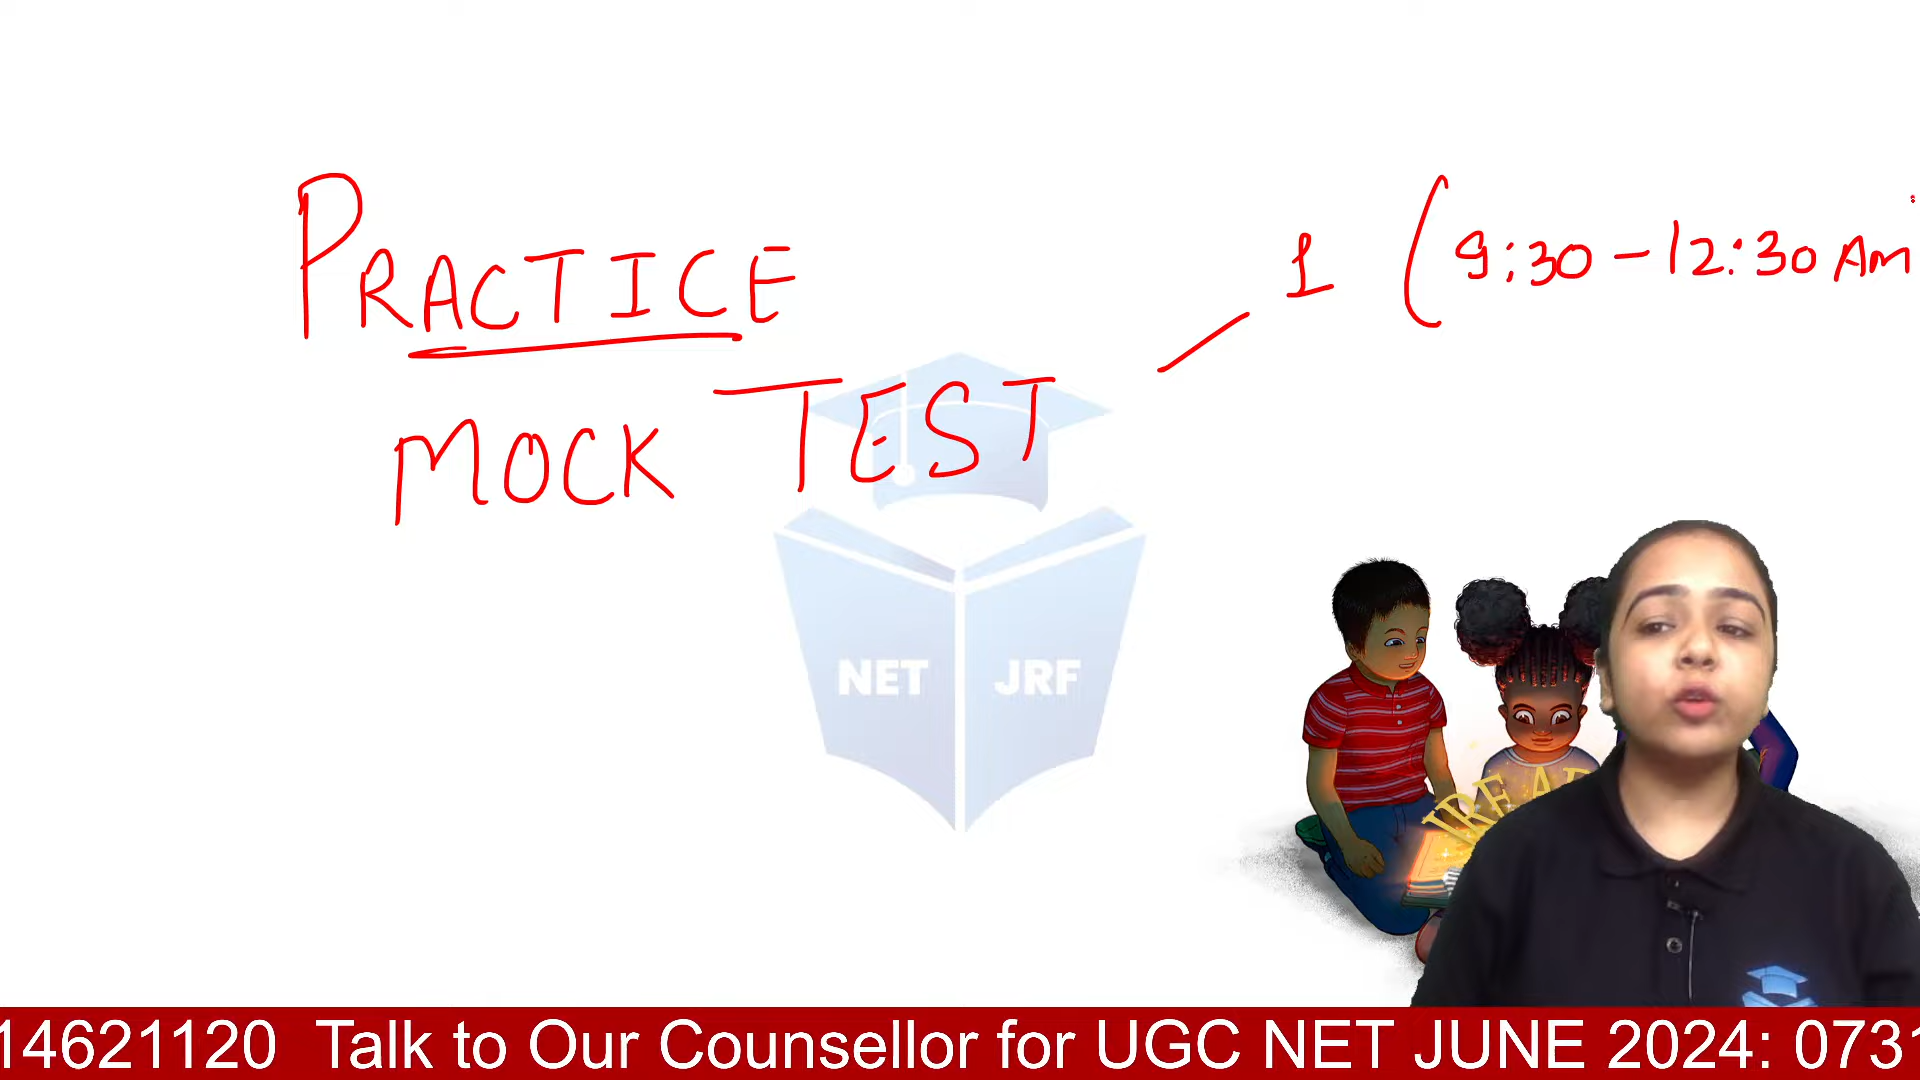 PRACTICE
1 (9:30 - 12:30 Am
MOCK TEST
NET JRF
READ
14621120 Talk to Our Counsellor for UGC NET JUNE 2024: 0731